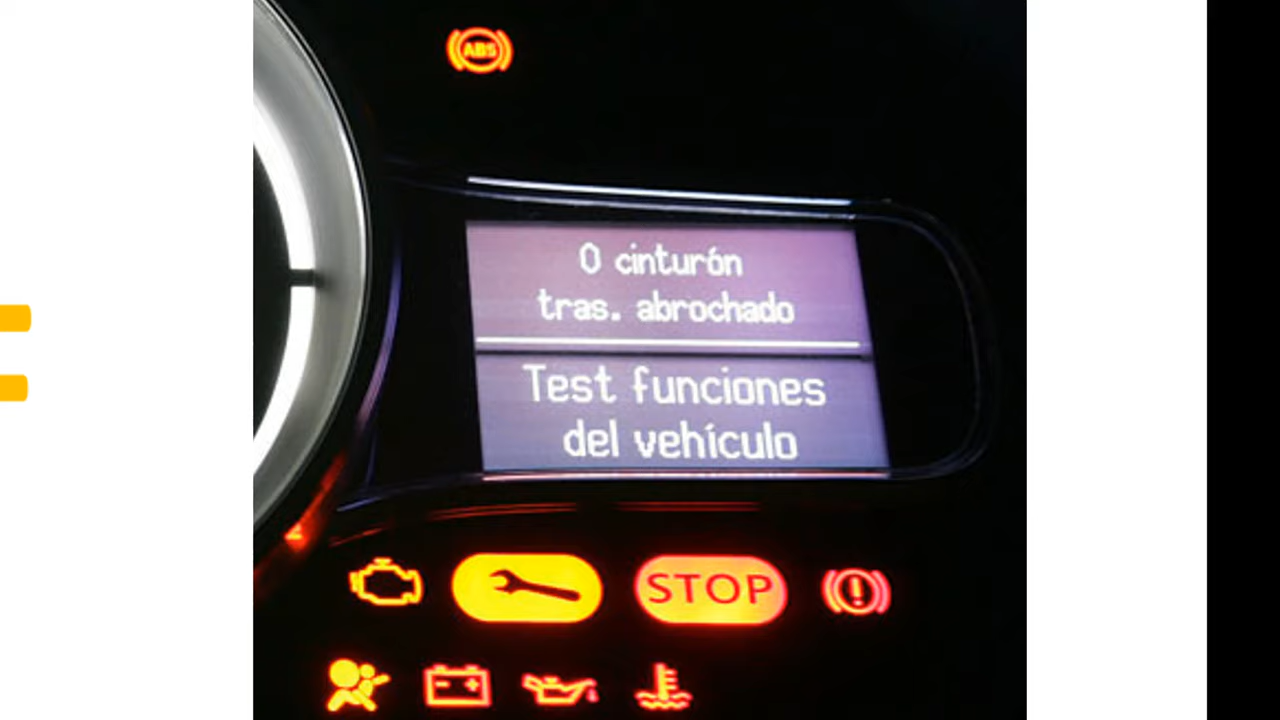 ABS
0 cinturón
tras. abrochado
Test funciones
del vehículo
STOP